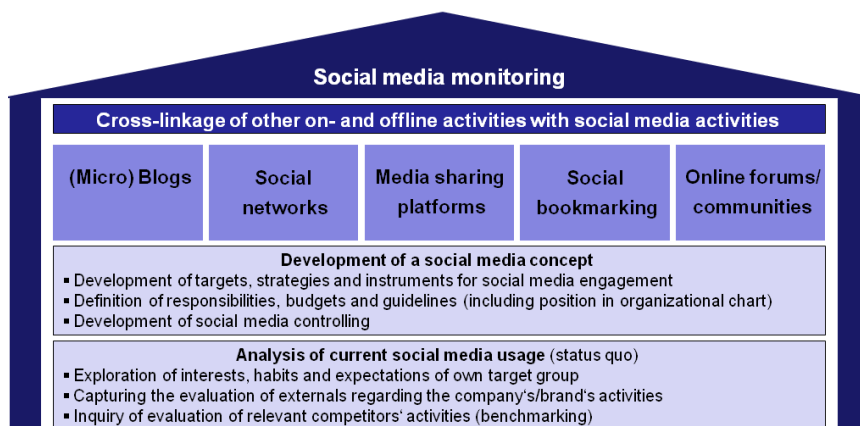 Social media monitoring
Cross-linkage of other on- and offline activities with social media activities
(Micro) Blogs
Social
networks
Media sharing
platforms
Social
bookmarking
Online forums/
communities
Development of a social media concept
▪ Development of targets, strategies and instruments for social media engagement
▪ Definition of responsibilities, budgets and guidelines (including position in organizational chart)
▪ Development of social media controlling
Analysis of current social media usage (status quo)
▪ Exploration of interests, habits and expectations of own target group
▪ Capturing the evaluation of externals regarding the company‘s/brand‘s activities
▪ Inquiry of evaluation of relevant competitors‘ activities (benchmarking)